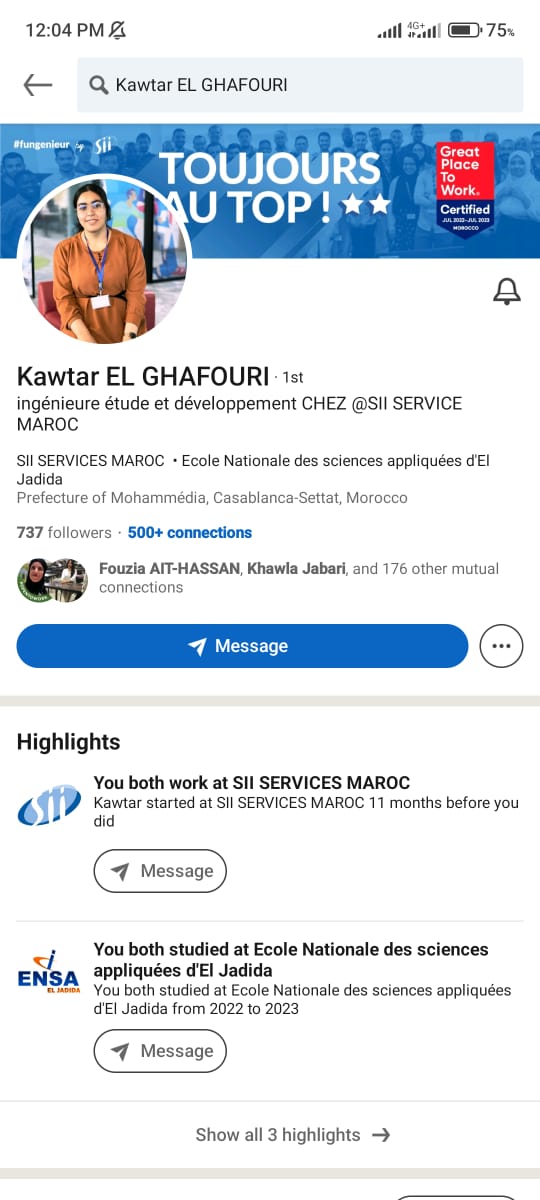 12:04 PM
4G+
75%
Kawtar EL GHAFOURI
#fungenieur by sii
TOUJOURS
AU TOP !
Great
Place
To
Work.
Certified
JUL 2022-JUL 2023
MOROCCO
Kawtar EL GHAFOURI · 1st
ingénieure étude et développement CHEZ @SII SERVICE
MAROC
SII SERVICES MAROC • Ecole Nationale des sciences appliquées d'El
Jadida
Prefecture of Mohammédia, Casablanca-Settat, Morocco
737 followers · 500+ connections
Fouzia AIT-HASSAN, Khawla Jabari, and 176 other mutual
connections
Message
Highlights
sii
You both work at SII SERVICES MAROC
Kawtar started at SII SERVICES MAROC 11 months before you
did
Message
ENSA
EL JADIDA
You both studied at Ecole Nationale des sciences
appliquées d'El Jadida
You both studied at Ecole Nationale des sciences appliquées
d'El Jadida from 2022 to 2023
Message
Show all 3 highlights